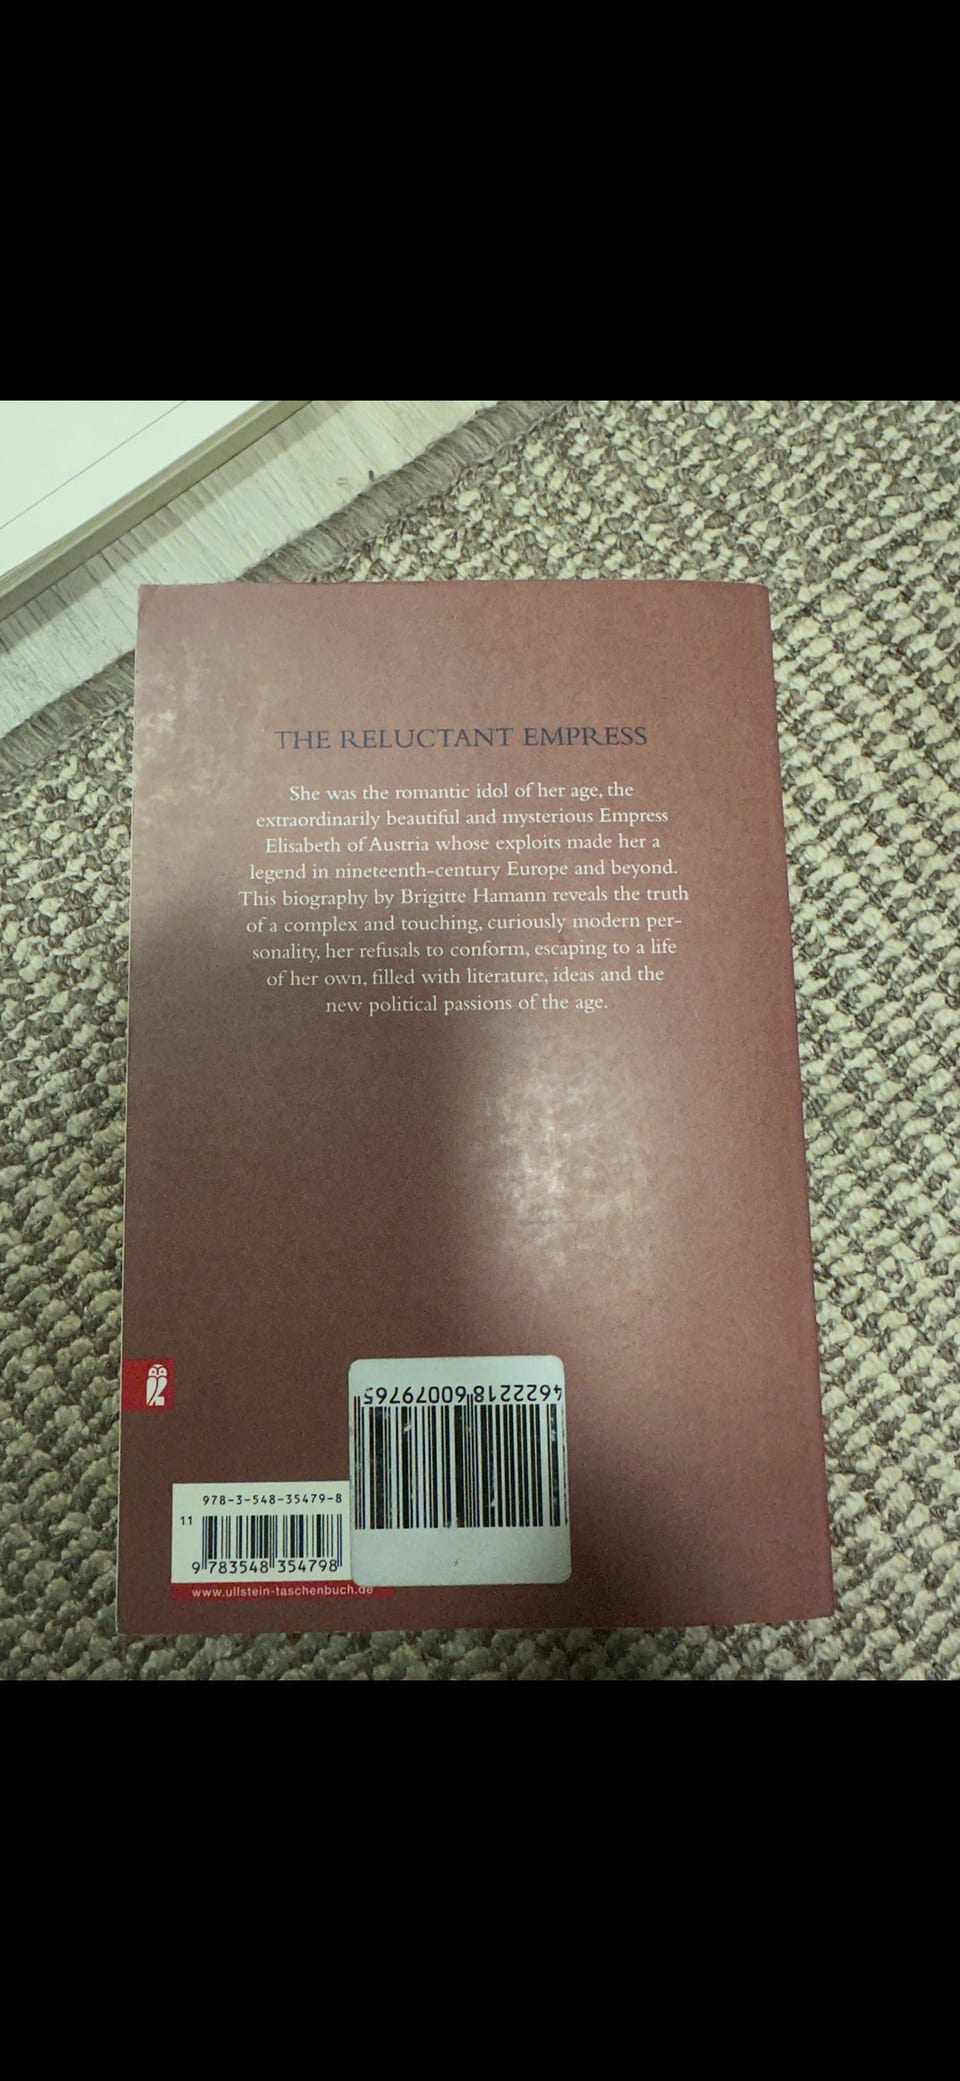 THE RELUCTANT EMPRESS
She was the romantic idol of her age, the
extraordinarily beautiful and mysterious Empress
Elisabeth of Austria whose exploits made her a
legend in nineteenth-century Europe and beyond.
This biography by Brigitte Hamann reveals the truth
of a complex and touching, curiously modern per-
sonality, her refusals to conform, escaping to a life
of her own, filled with literature, ideas and the
new political passions of the age.
462221860079765
978-3-548-35479-8
11
9 783548 354798
www.ullstein-taschenbuch.de